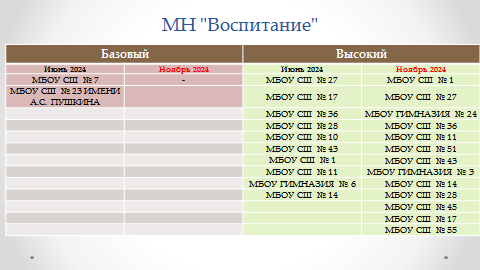 МН "Воспитание"
Базовый Высокий
Июнь 2024 Ноябрь 2024 Июнь 2024 Ноябрь 2024
МБОУ СШ № 7 - МБОУ СШ № 27 МБОУ СШ № 1
МБОУ СШ № 23 ИМЕНИ
А.С. ПУШКИНА МБОУ СШ № 17 МБОУ СШ № 27
МБОУ СШ № 36 МБОУ ГИМНАЗИЯ № 24
МБОУ СШ № 28 МБОУ СШ № 36
МБОУ СШ № 10 МБОУ СШ № 11
МБОУ СШ № 43 МБОУ СШ № 51
МБОУ СШ № 1 МБОУ СШ № 43
МБОУ СШ № 11 МБОУ ГИМНАЗИЯ № 3
МБОУ ГИМНАЗИЯ № 6 МБОУ СШ № 14
МБОУ СШ № 14 МБОУ СШ № 28
МБОУ СШ № 45
МБОУ СШ № 17
МБОУ СШ № 55